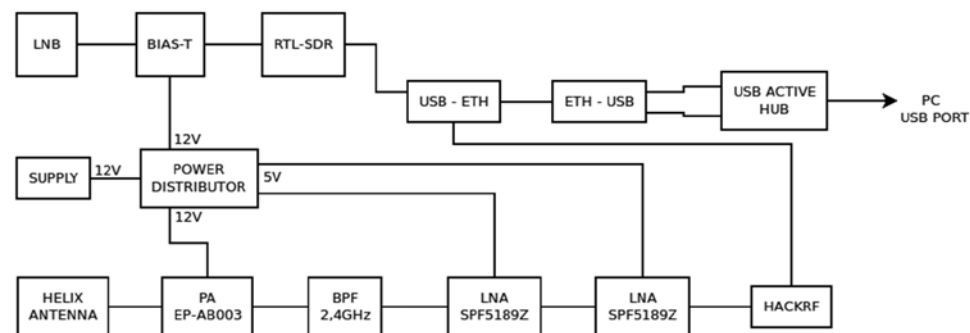 LNB
BIAS-T
RTL-SDR
USB - ETH
ETH - USB
USB ACTIVE
HUB
PC
USB PORT
12V
SUPPLY
12V
POWER
DISTRIBUTOR
5V
12V
HELIX
ANTENNA
PA
EP-AB003
BPF
2,4GHz
LNA
SPF5189Z
LNA
SPF5189Z
HACKRF